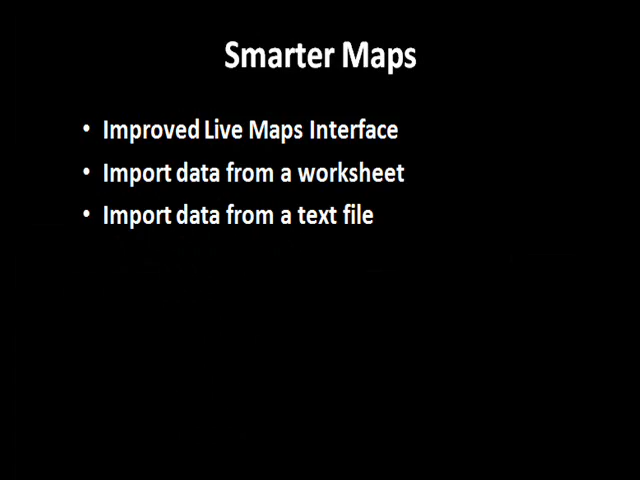 Smarter Maps
• Improved Live Maps Interface
• Import data from a worksheet
• Import data from a text file